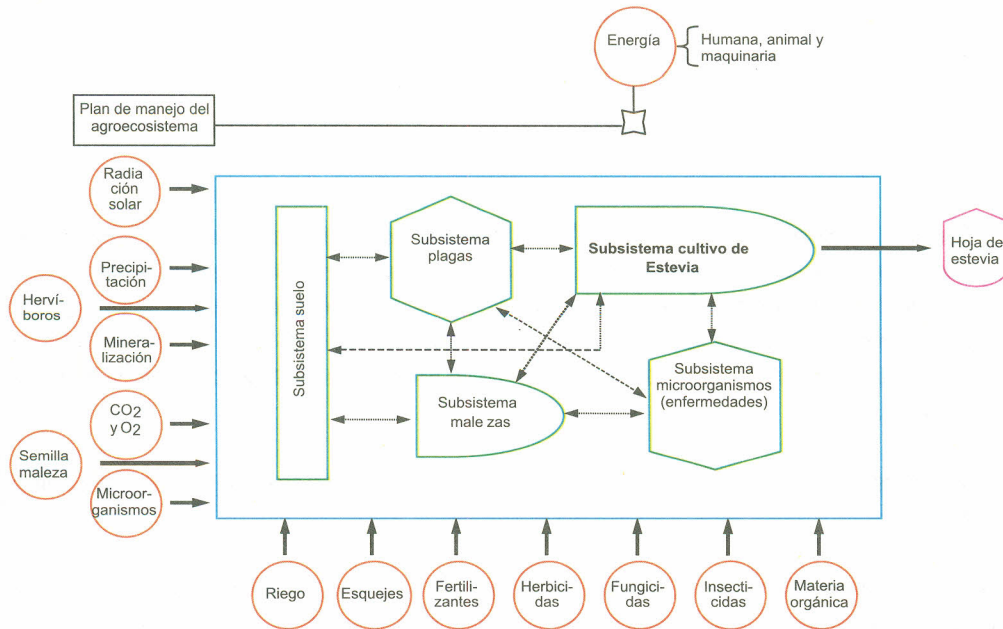 Energía
Humana, animal y
maquinaria
Plan de manejo del
agroecosistema
Radia
ción
solar
Precipi-
tación
Herví-
boros
Minera-
lización
CO2
y O2
Semilla
maleza
Microor-
ganismos
Subsistema suelo
Subsistema
plagas
Subsistema cultivo de
Estevia
Subsistema
male zas
Subsistema
microorganismos
(enfermedades)
Hoja de
estevia
Riego
Esquejes
Fertili-
zantes
Herbici-
das
Fungici-
das
Insecti-
cidas
Materia
orgánica